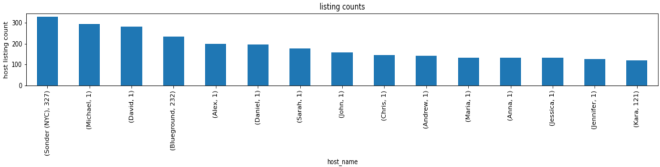 listing counts
host listing count
300
200
100
0
(Sonder (NYC), 327)
(Michael, 1)
(David, 1)
(Blueground, 232)
(Alex, 1)
(Daniel, 1)
(Sarah, 1)
(John, 1)
(Chris, 1)
(Andrew, 1)
(Maria, 1)
(Anna, 1)
(Jessica, 1)
(Jennifer, 1)
(Kara, 121)
host_name